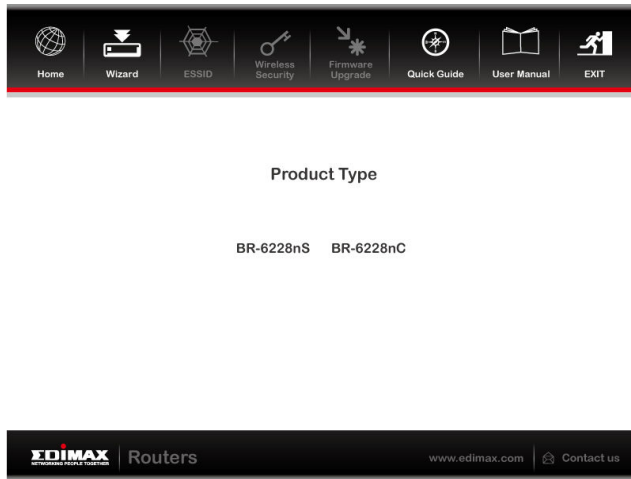 Home
Wizard
ESSID
Wireless
Security
Firmware
Upgrade
Quick Guide
User Manual
EXIT
Product Type
BR-6228nS BR-6228nC
EDIMAX
NETWORKING PEOPLE TOGETHER
Routers
www.edimax.com
Contact us